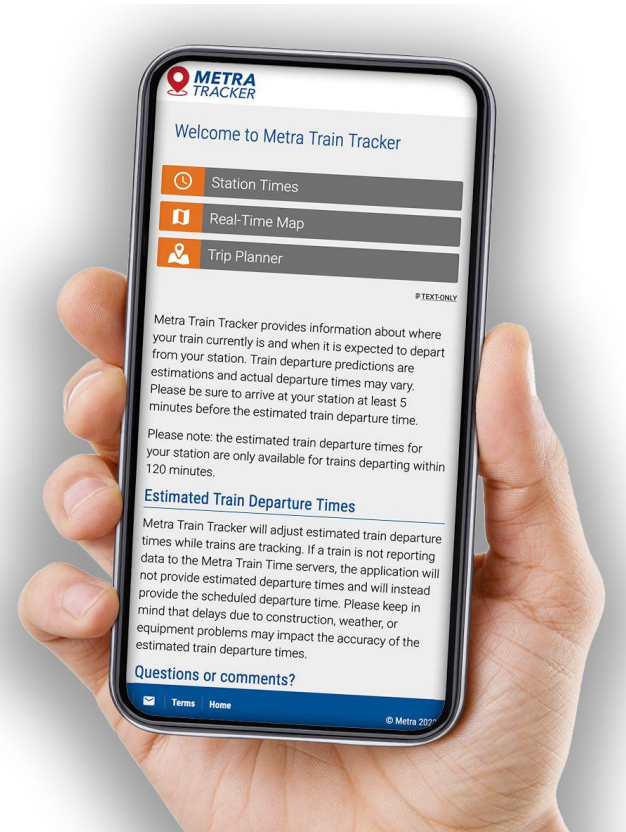 METRA
TRACKER
Welcome to Metra Train Tracker
Station Times
Real-Time Map
Trip Planner
TEXT-ONLY
Metra Train Tracker provides information about where
your train currently is and when it is expected to depart
from your station. Train departure predictions are
estimations and actual departure times may vary.
Please be sure to arrive at your station at least 5
minutes before the estimated train departure time.
Please note: the estimated train departure times for
your station are only available for trains departing within
120 minutes.
Estimated Train Departure Times
Metra Train Tracker will adjust estimated train departure
times while trains are tracking. If a train is not reporting
data to the Metra Train Time servers, the application will
not provide estimated departure times and will instead
provide the scheduled departure time. Please keep in
mind that delays due to construction, weather, or
equipment problems may impact the accuracy of the
estimated train departure times.
Questions or comments?
Terms Home
© Metra